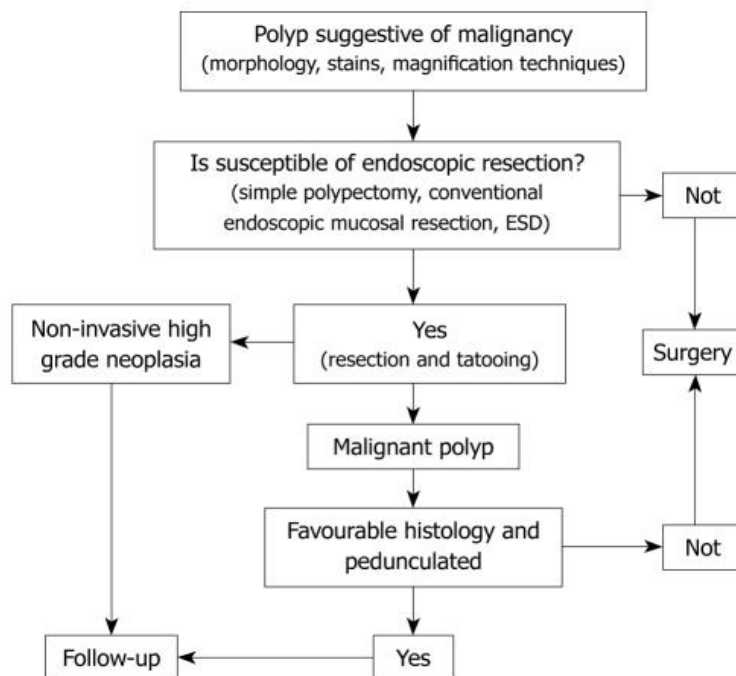 Polyp suggestive of malignancy
(morphology, stains, magnification techniques)
Is susceptible of endoscopic resection?
(simple polypectomy, conventional
endoscopic mucosal resection, ESD)
Not
Non-invasive high
grade neoplasia
Yes
(resection and tatooing)
Surgery
Malignant polyp
Favourable histology and
pedunculated
Not
Follow-up
Yes